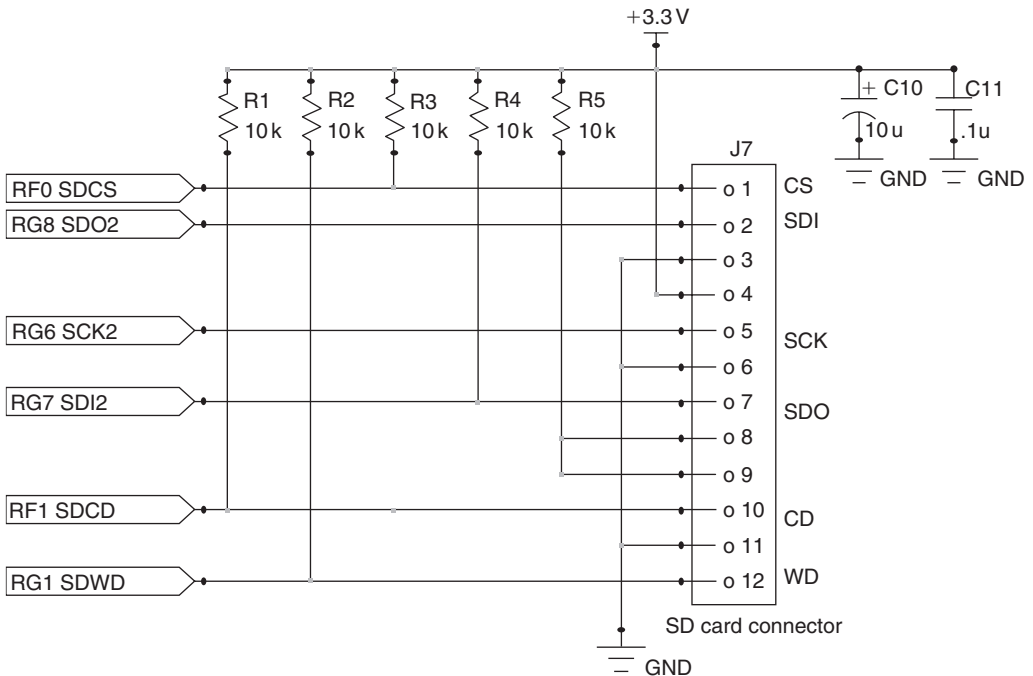 +3.3 V
R1
10 k
R2
10 k
R3
10 k
R4
10 k
R5
10 k
+ C10
10 u
GND
C11
.1u
GND
J7
RF0 SDCS
o 1 CS
RG8 SDO2
o 2 SDI
o 3
o 4
RG6 SCK2
o 5 SCK
o 6
RG7 SDI2
o 7 SDO
o 8
o 9
RF1 SDCD
o 10 CD
o 11
RG1 SDWD
o 12 WD
SD card connector
GND